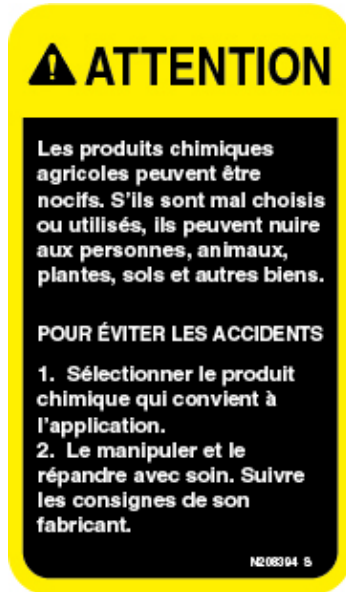 ATTENTION
Les produits chimiques
agricoles peuvent être
nocifs. S'ils sont mal choisis
ou utilisés, ils peuvent nuire
aux personnes, animaux,
plantes, sols et autres biens.
POUR ÉVITER LES ACCIDENTS
1. Sélectionner le produit
chimique qui convient à
l'application.
2. Le manipuler et le
répandre avec soin. Suivre
les consignes de son
fabricant.
N208394 S